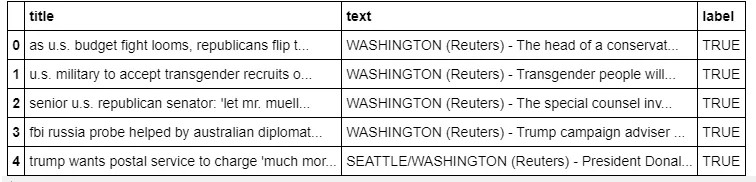 title text label
0 as u.s. budget fight looms, republicans flip t... WASHINGTON (Reuters) - The head of a conservat... TRUE
1 u.s. military to accept transgender recruits o... WASHINGTON (Reuters) - Transgender people will... TRUE
2 senior u.s. republican senator: 'let mr. muell... WASHINGTON (Reuters) - The special counsel inv... TRUE
3 fbi russia probe helped by australian diplomat... WASHINGTON (Reuters) - Trump campaign adviser ... TRUE
4 trump wants postal service to charge 'much mor... SEATTLE/WASHINGTON (Reuters) - President Donal... TRUE